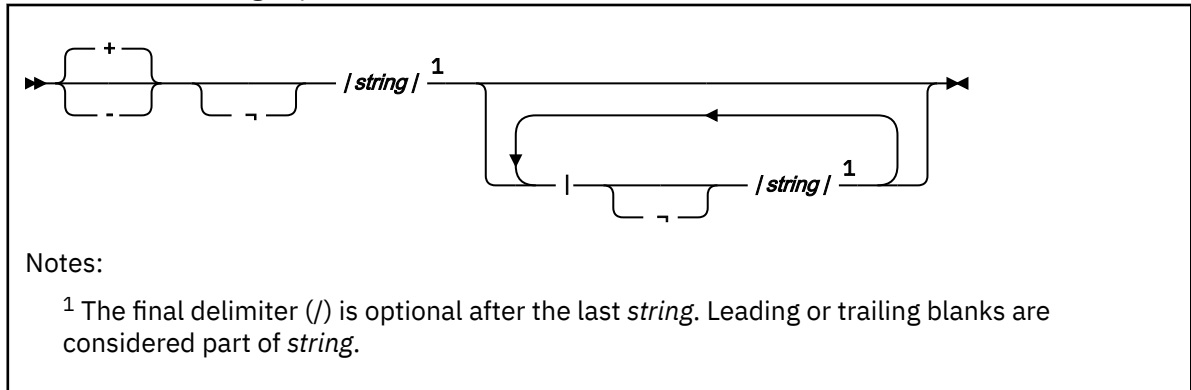 +
- ¬ /string/ 1
| ¬ /string/ 1
Notes:
1 The final delimiter (/) is optional after the last string. Leading or trailing blanks are
considered part of string.